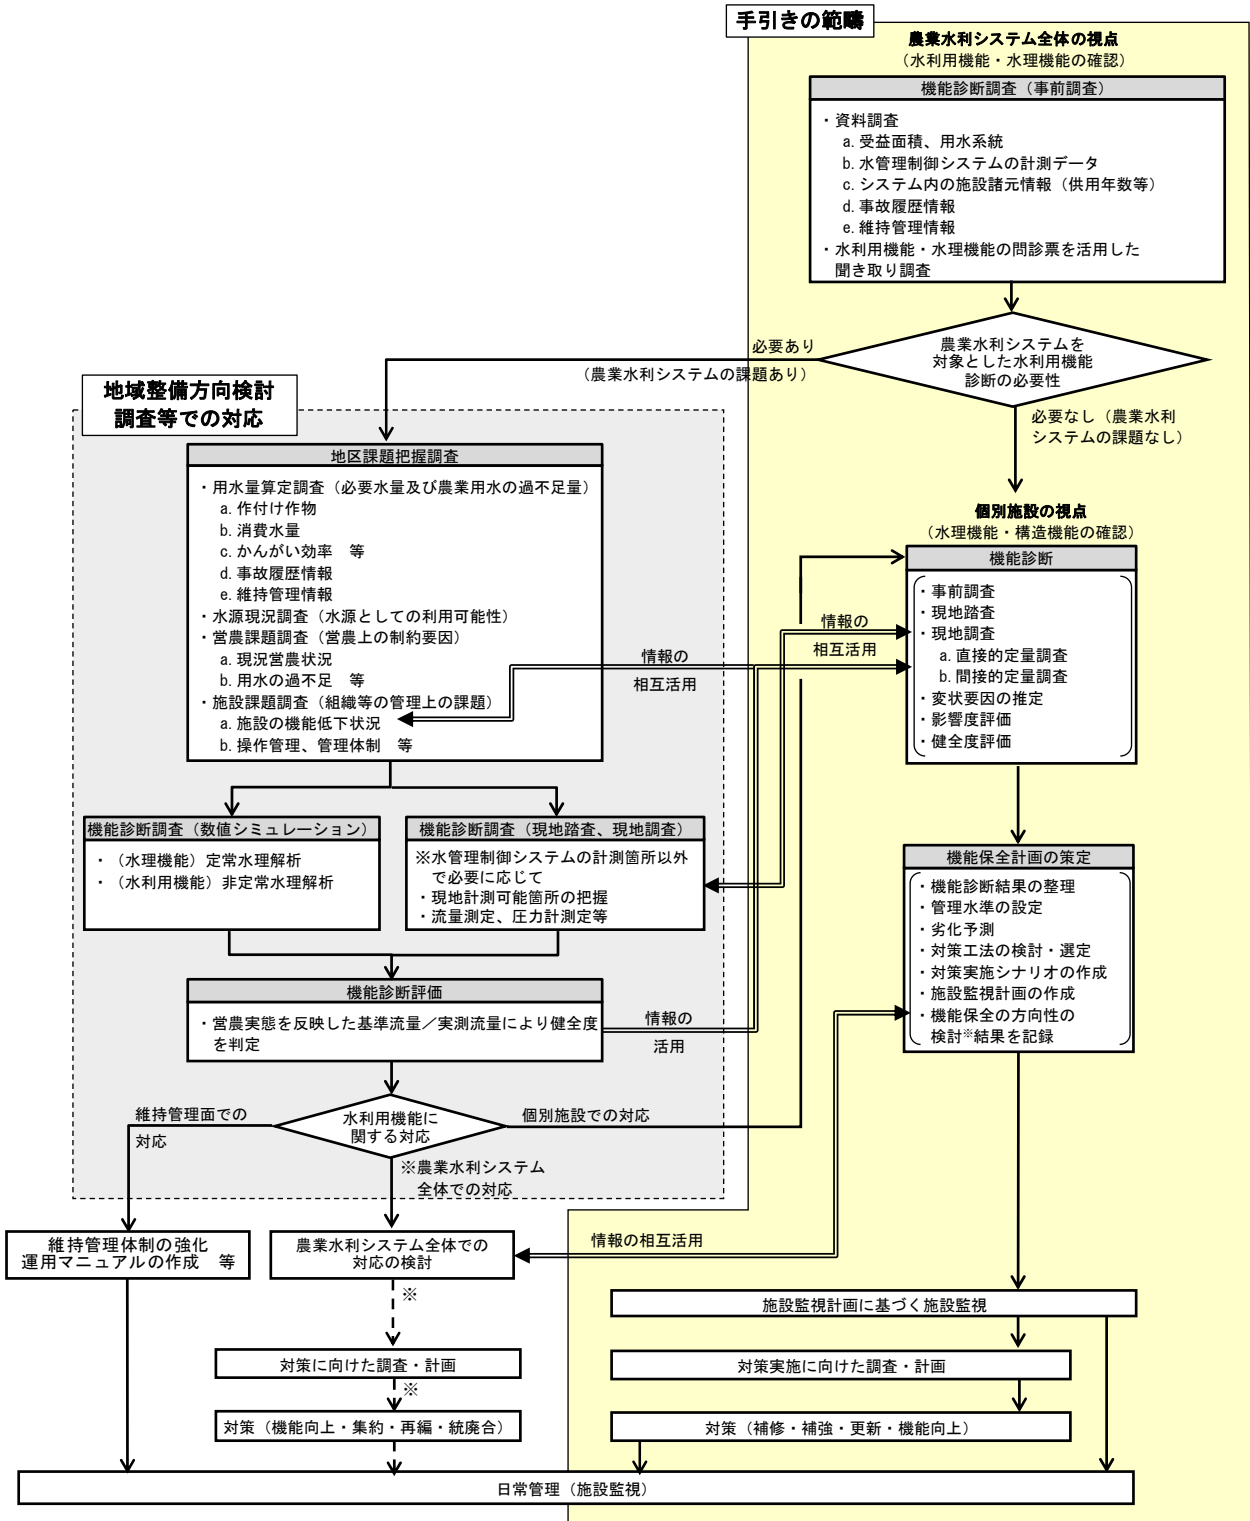 手引きの範疇
農業水利システム全体の視点
（水利用機能・水理機能の確認）
機能診断調査（事前調査）
・資料調査
a. 受益面積、用水系統
b. 水管理制御システムの計測データ
c. システム内の施設諸元情報（供用年数等）
d. 事故履歴情報
e. 維持管理情報
・水利用機能・水理機能の問診票を活用した
聞き取り調査
農業水利システムを
対象とした水利用機能
診断の必要性
必要あり
（農業水利システムの課題あり）
必要なし（農業水利
システムの課題なし）
地域整備方向検討
調査等での対応
地区課題把握調査
・用水量算定調査（必要水量及び農業用水の過不足量）
a. 作付け作物
b. 消費水量
c. かんがい効率　等
d. 事故履歴情報
e. 維持管理情報
・水源現況調査（水源としての利用可能性）
・営農課題調査（営農上の制約要因）
a. 現況営農状況
b. 用水の過不足　等
・施設課題調査（組織等の管理上の課題）
a. 施設の機能低下状況
b. 操作管理、管理体制　等
情報の
相互活用
情報の
相互活用
個別施設の視点
（水理機能・構造機能の確認）
機能診断
・事前調査
・現地踏査
・現地調査
a. 直接的定量調査
b. 間接的定量調査
・変状要因の推定
・影響度評価
・健全度評価
機能診断調査（数値シミュレーション）
・（水理機能）定常水理解析
・（水利用機能）非定常水理解析
機能診断調査（現地踏査、現地調査）
※水管理制御システムの計測箇所以外
で必要に応じて
・現地計測可能箇所の把握
・流量測定、圧力計測定等
機能保全計画の策定
・機能診断結果の整理
・管理水準の設定
・劣化予測
・対策工法の検討・選定
・対策実施シナリオの作成
・施設監視計画の作成
・機能保全の方向性の
検討※結果を記録
機能診断評価
・営農実態を反映した基準流量／実測流量により健全度
を判定
情報の
活用
水利用機能に
関する対応
維持管理面での
対応
個別施設での対応
※農業水利システム
全体での対応
維持管理体制の強化
運用マニュアルの作成　等
農業水利システム全体での
対応の検討
情報の相互活用
※
対策に向けた調査・計画
※
対策（機能向上・集約・再編・統廃合）
施設監視計画に基づく施設監視
対策実施に向けた調査・計画
対策（補修・補強・更新・機能向上）
日常管理（施設監視）